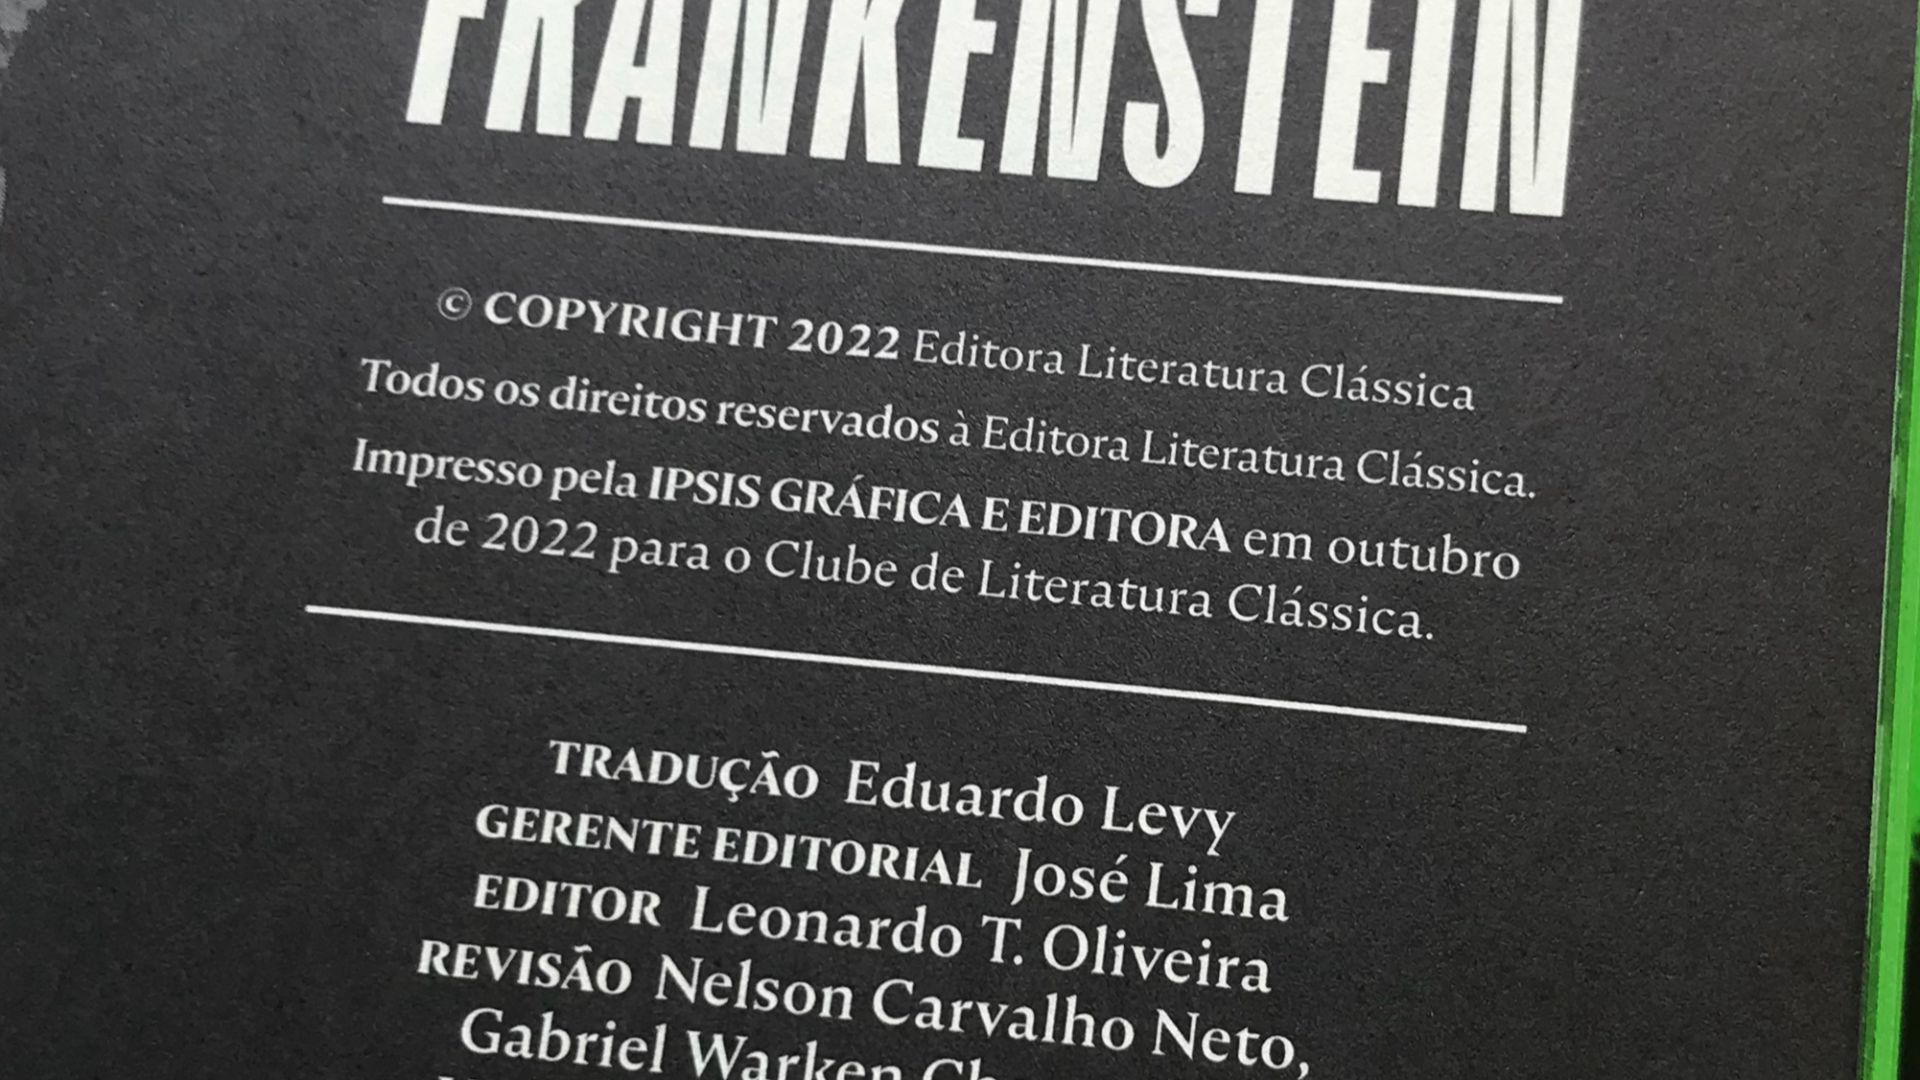 FRANKENSTEIN
© COPYRIGHT 2022 Editora Literatura Clássica
Todos os direitos reservados à Editora Literatura Clássica.
Impresso pela IPSIS GRÁFICA E EDITORA em outubro
de 2022 para o Clube de Literatura Clássica.
TRADUÇÃO Eduardo Levy
GERENTE EDITORIAL José Lima
EDITOR Leonardo T. Oliveira
REVISÃO Nelson Carvalho Neto,
Gabriel Warken